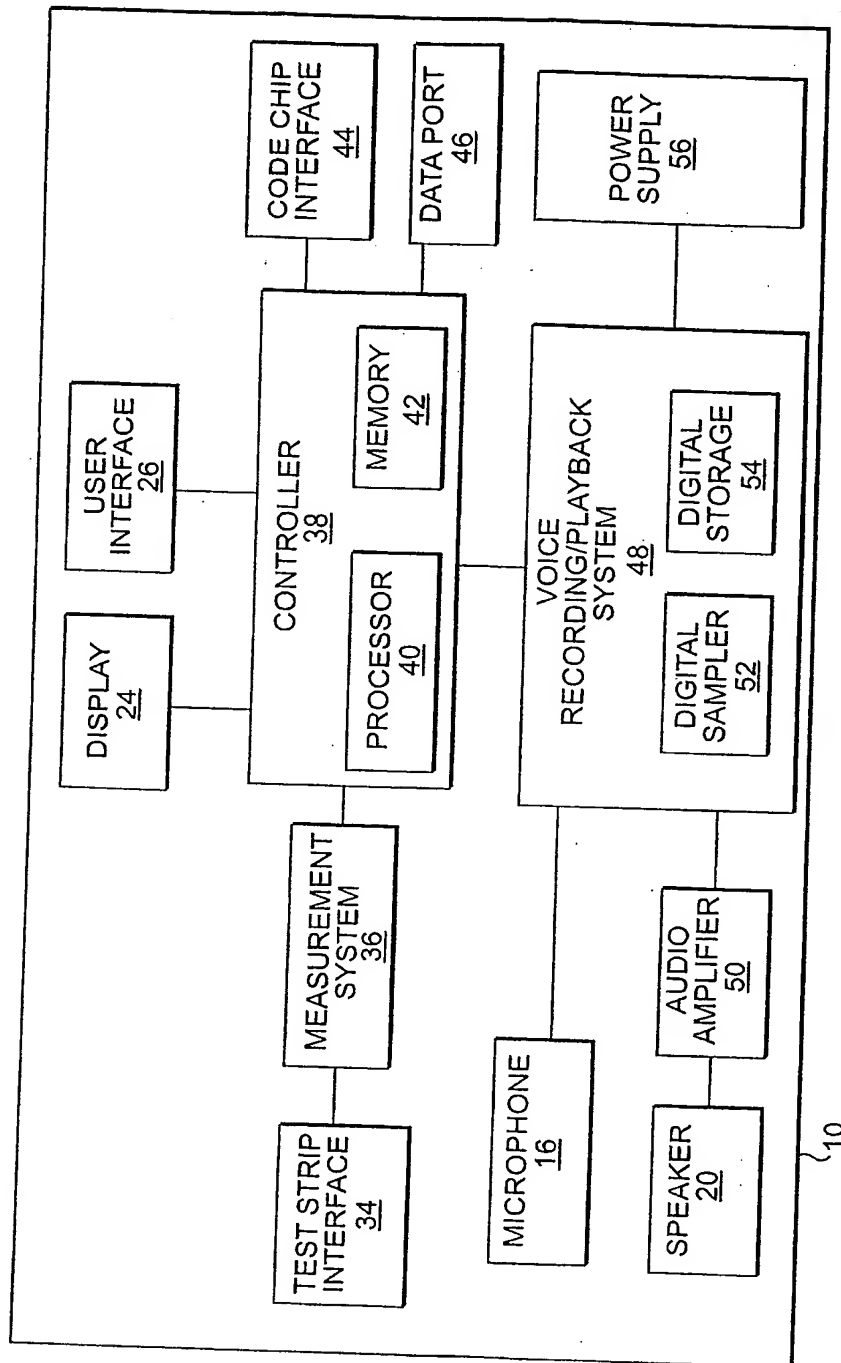 DISPLAY
24
USER
INTERFACE
26
TEST STRIP
INTERFACE
34
MEASUREMENT
SYSTEM
36
CONTROLLER
38
PROCESSOR
40
MEMORY
42
CODE CHIP
INTERFACE
44
DATA PORT
46
MICROPHONE
16
SPEAKER
20
AUDIO
AMPLIFIER
50
VOICE
RECORDING/PLAYBACK
SYSTEM
48
DIGITAL
SAMPLER
52
DIGITAL
STORAGE
54
POWER
SUPPLY
56
10